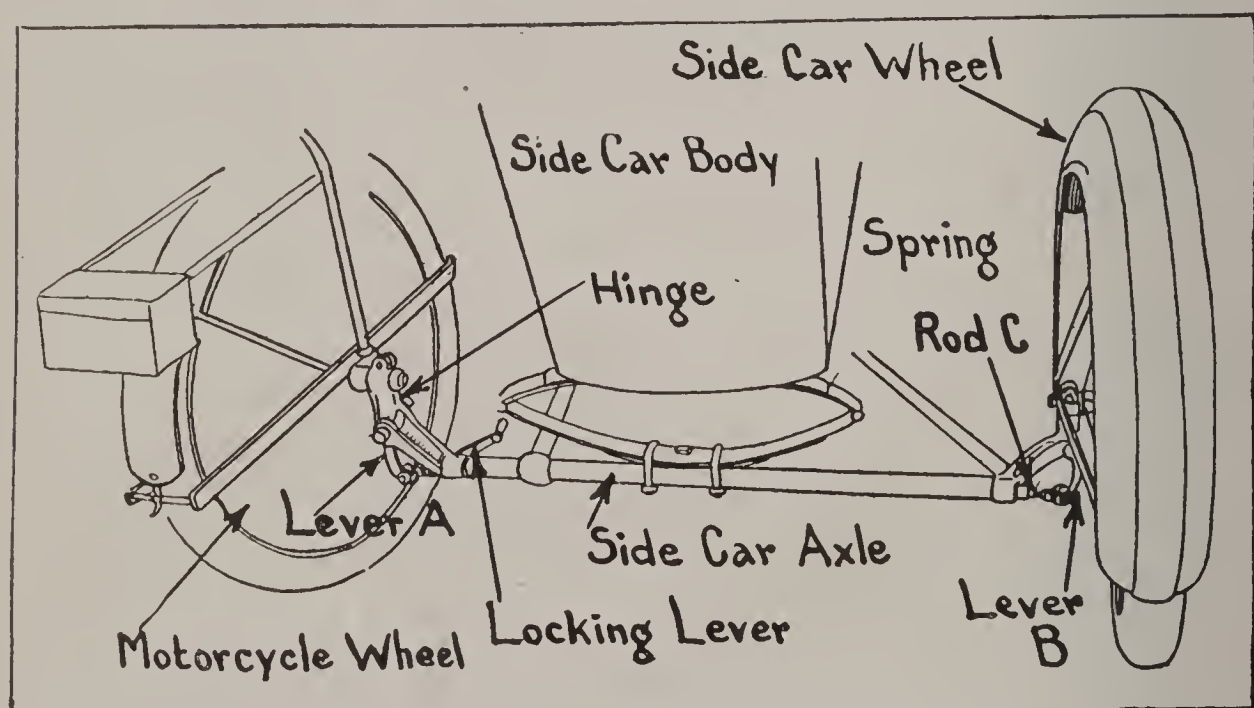 Side Car Wheel
Side Car Body
Spring
Hinge
Rod C
Lever A
Side Car Axle
Lever
B
Locking Lever
Motorcycle Wheel